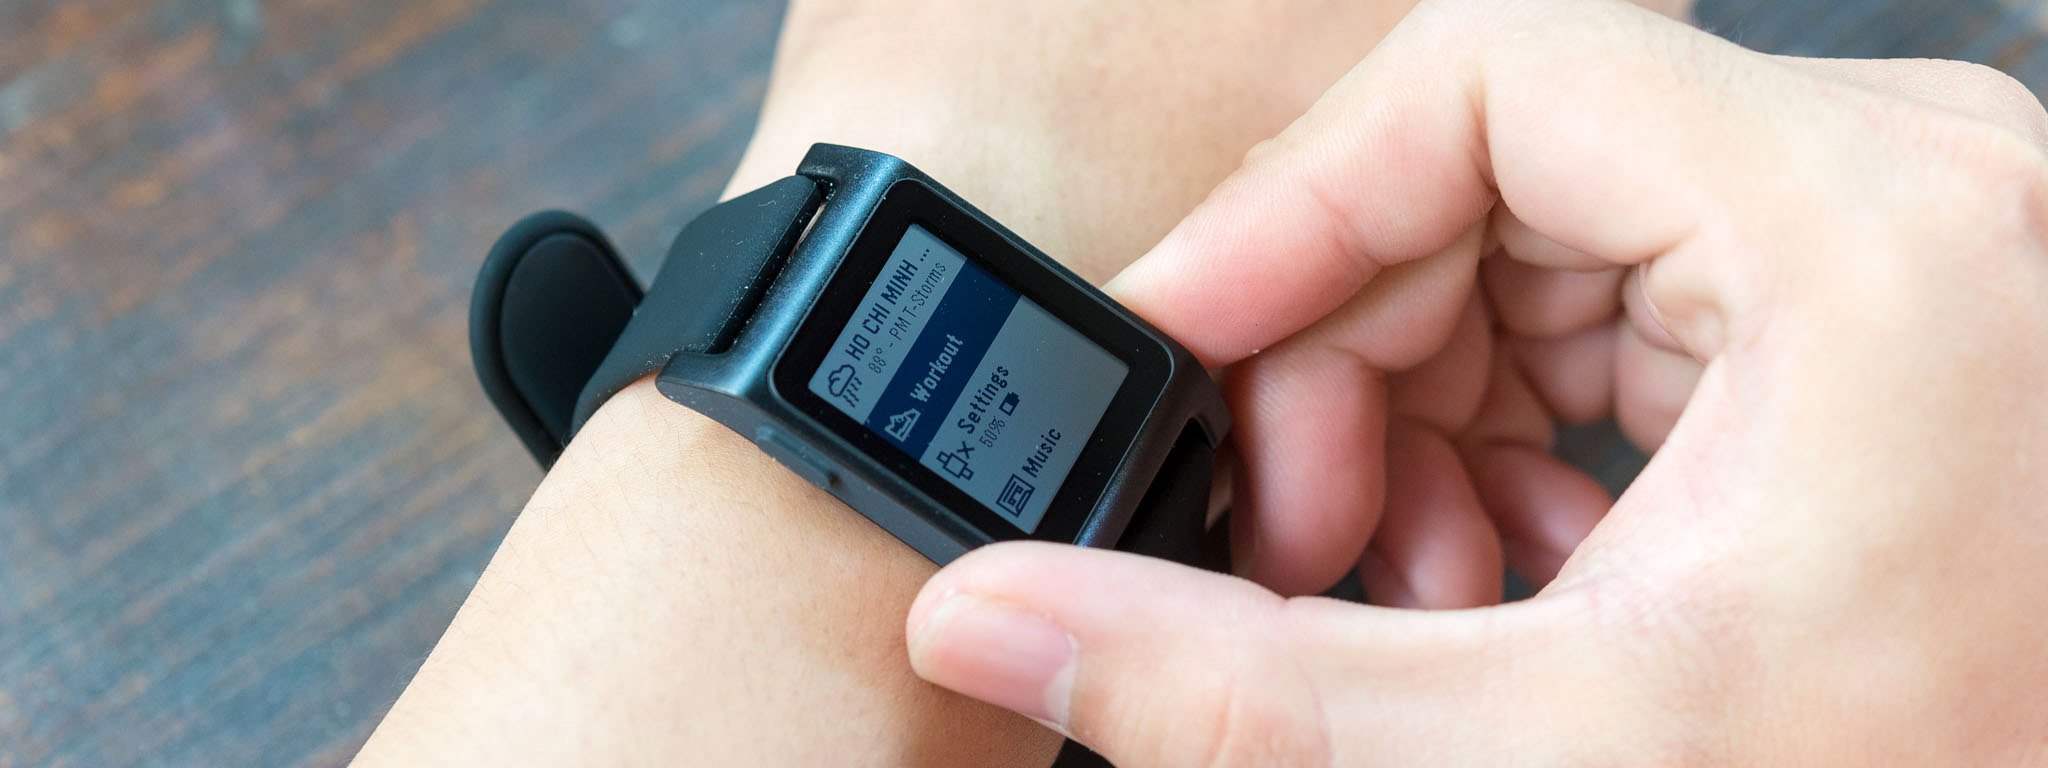 HO CHI MINH ...
88° - PM T-Storms
Workout
Settings
50%
Music